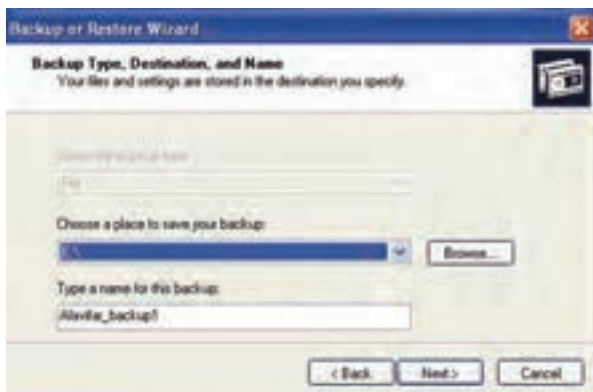 Backup or Restore Wizard
Backup Type, Destination, and Name
Your files and settings are stored in the destination you specify.
Choose a place to save your backup:
Browse...
Type a name for this backup:
< Back
Next >
Cancel